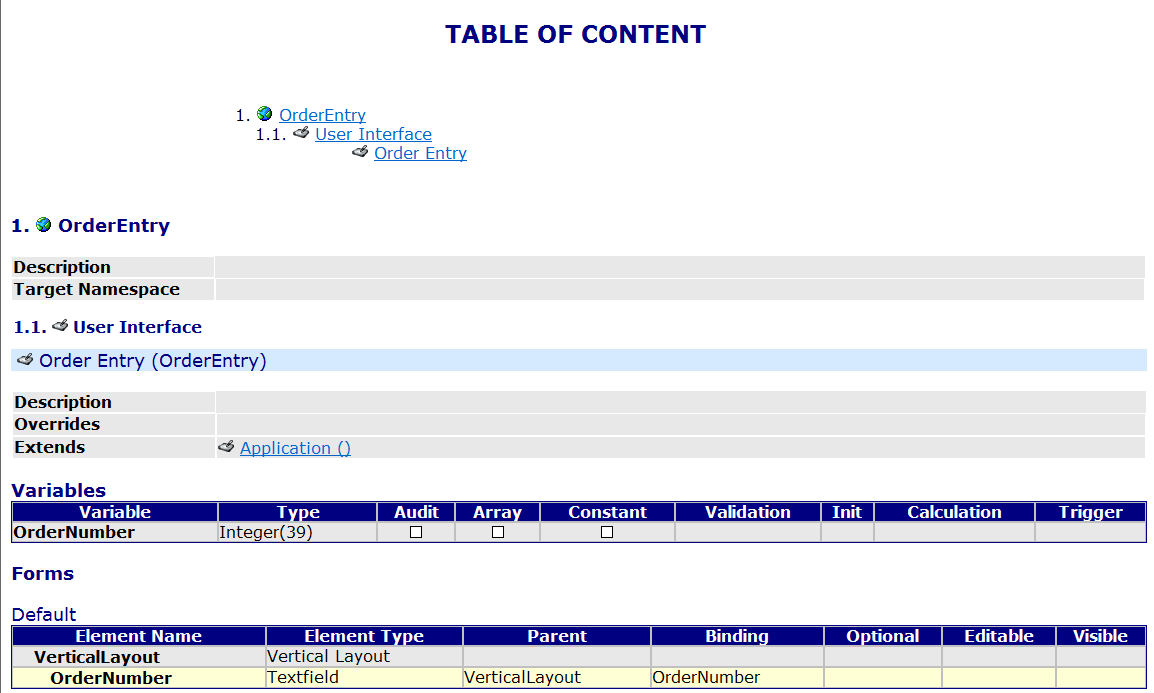 TABLE OF CONTENT
1. OrderEntry
1.1. User Interface
Order Entry
1. OrderEntry
Description
Target Namespace
1.1. User Interface
Order Entry (OrderEntry)
Description
Overrides
Extends Application ()
Variables
Variable Type Audit Array Constant Validation Init Calculation Trigger
OrderNumber Integer(39)
Forms
Default
Element Name Element Type Parent Binding Optional Editable Visible
VerticalLayout Vertical Layout
OrderNumber Textfield VerticalLayout OrderNumber